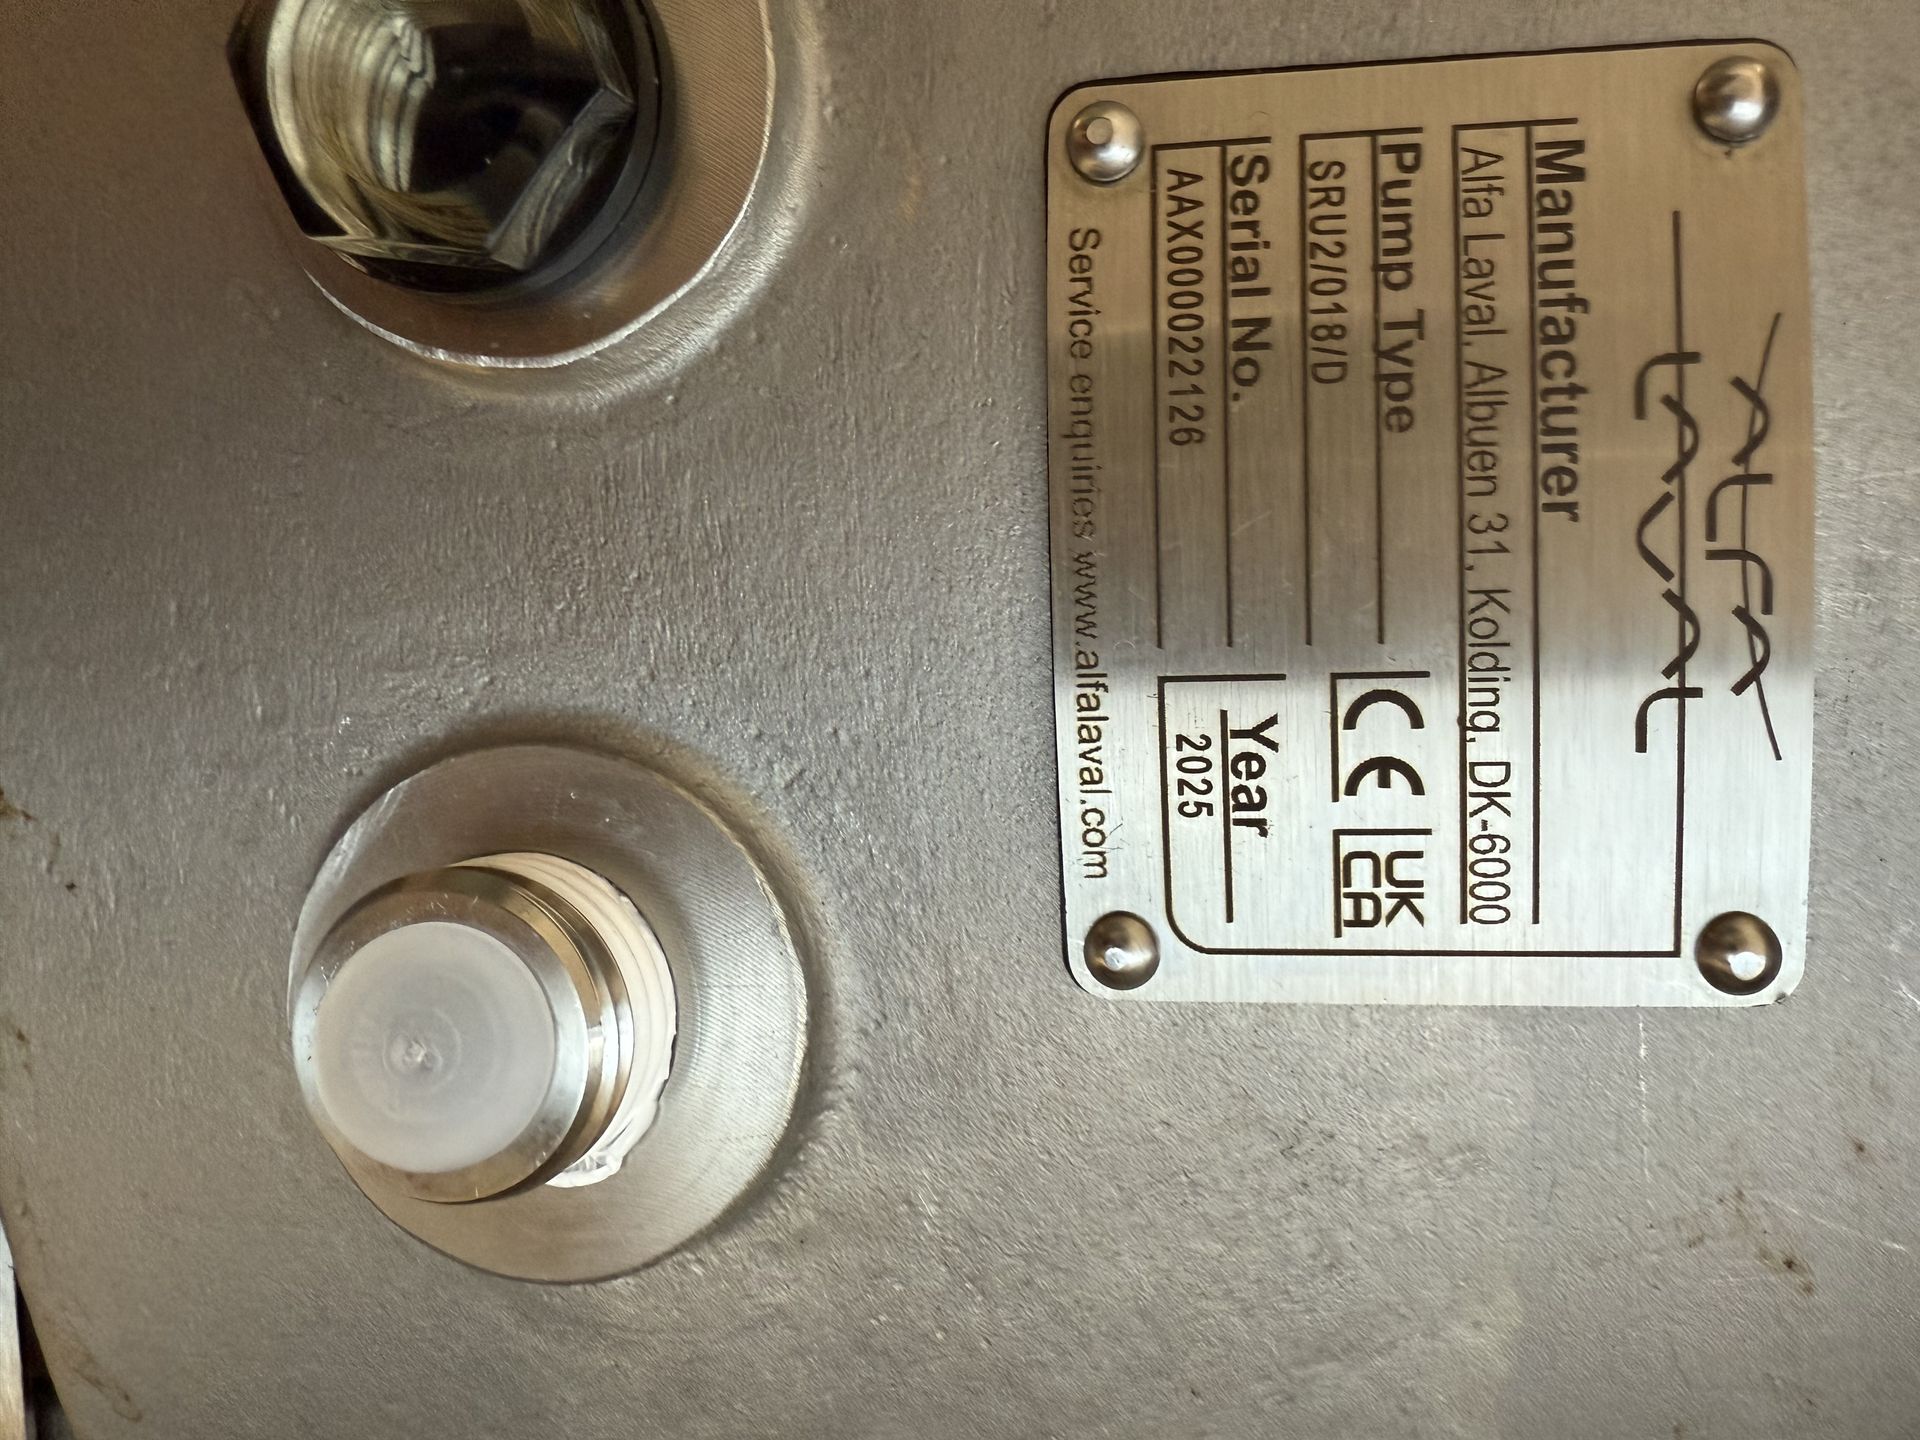 ALFA
LAVAL
Manufacturer
Alfa Laval, Albuen 31, Kolding, DK-6000
Pump Type
SRU2/018/D
CE
UK
CA
Serial No.
AAX000022126
Year
2025
Service enquiries www.alfalaval.com